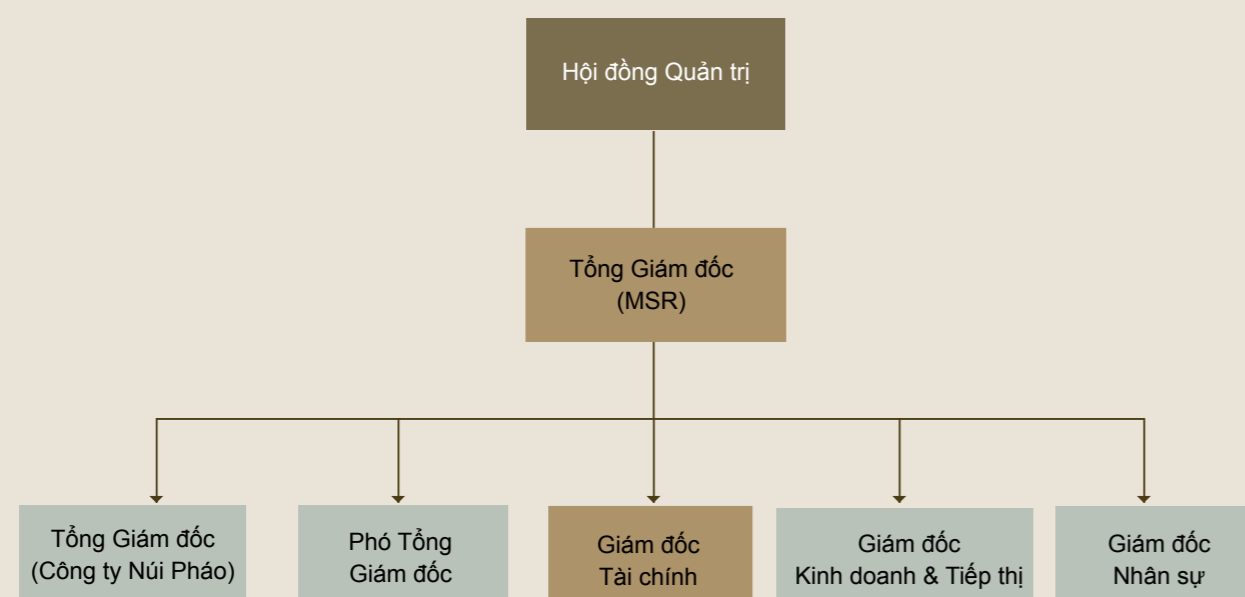 Hội đồng Quản trị
Tổng Giám đốc
(MSR)
Tổng Giám đốc
(Công ty Núi Pháo)
Phó Tổng
Giám đốc
Giám đốc
Tài chính
Giám đốc
Kinh doanh & Tiếp thị
Giám đốc
Nhân sự